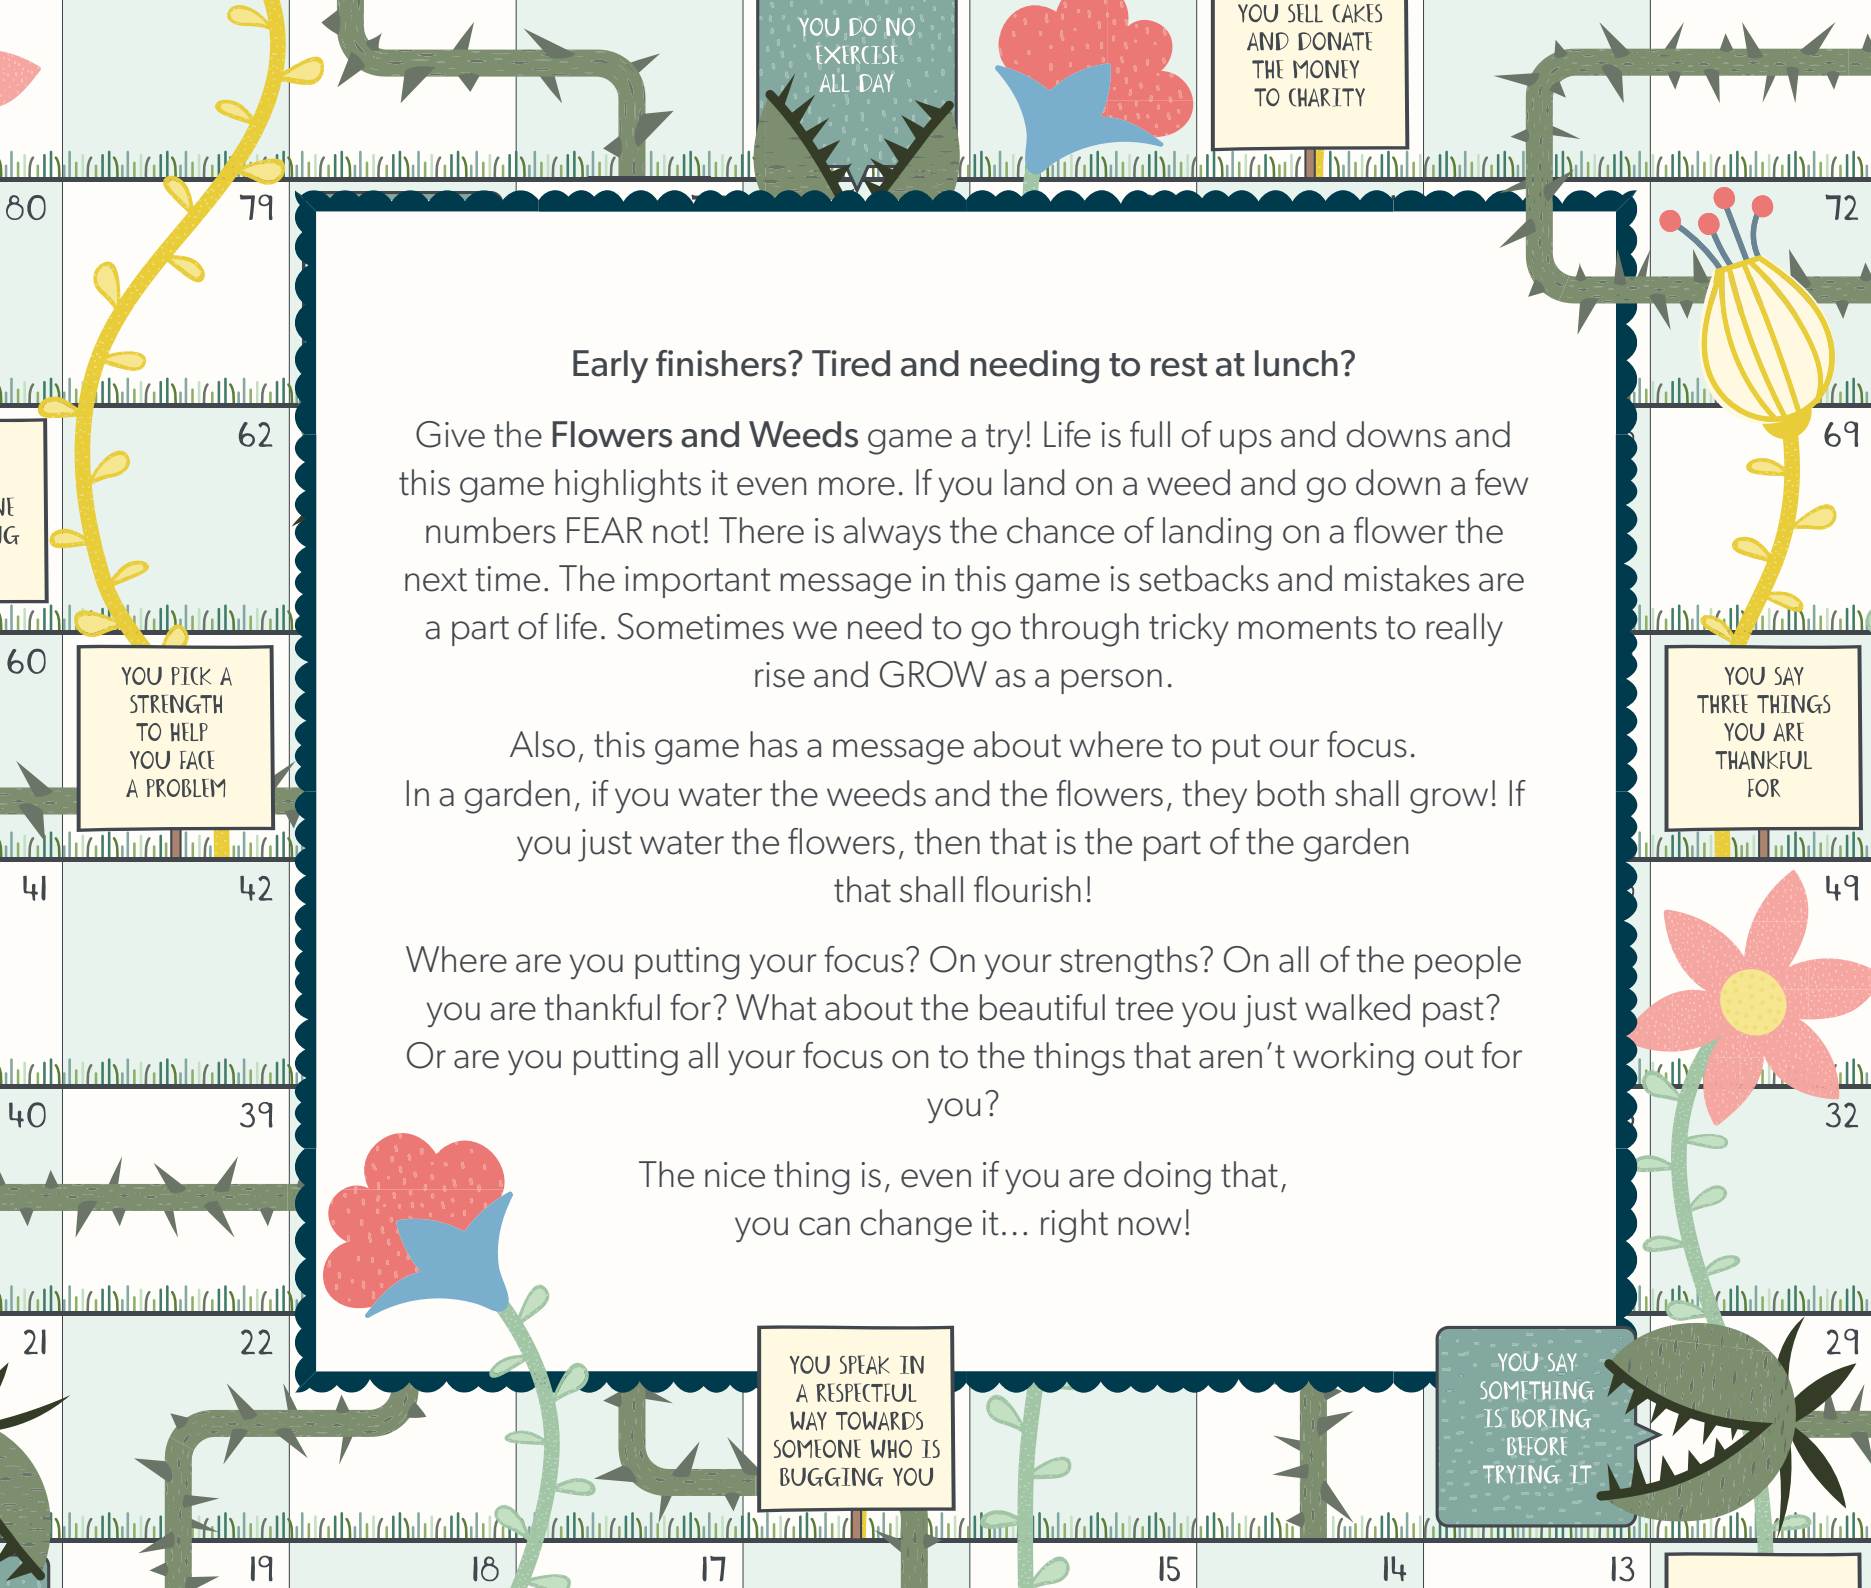 YOU DO NO
EXERCISE
ALL DAY
YOU SELL CAKES
AND DONATE
THE MONEY
TO CHARITY
80
79
72
Early finishers? Tired and needing to rest at lunch?
Give the Flowers and Weeds game a try! Life is full of ups and downs and
this game highlights it even more. If you land on a weed and go down a few
numbers FEAR not! There is always the chance of landing on a flower the
next time. The important message in this game is setbacks and mistakes are
a part of life. Sometimes we need to go through tricky moments to really
rise and GROW as a person.
Also, this game has a message about where to put our focus.
In a garden, if you water the weeds and the flowers, they both shall grow! If
you just water the flowers, then that is the part of the garden
that shall flourish!
Where are you putting your focus? On your strengths? On all of the people
you are thankful for? What about the beautiful tree you just walked past?
Or are you putting all your focus on to the things that aren't working out for
you?
The nice thing is, even if you are doing that,
you can change it... right now!
62
69
60
YOU PICK A
STRENGTH
TO HELP
YOU FACE
A PROBLEM
YOU SAY
THREE THINGS
YOU ARE
THANKFUL
FOR
41
42
49
40
39
32
21
22
29
YOU SPEAK IN
A RESPECTFUL
WAY TOWARDS
SOMEONE WHO IS
BUGGING YOU
YOU SAY
SOMETHING
IS BORING
BEFORE
TRYING IT
19
18
17
15
14
13